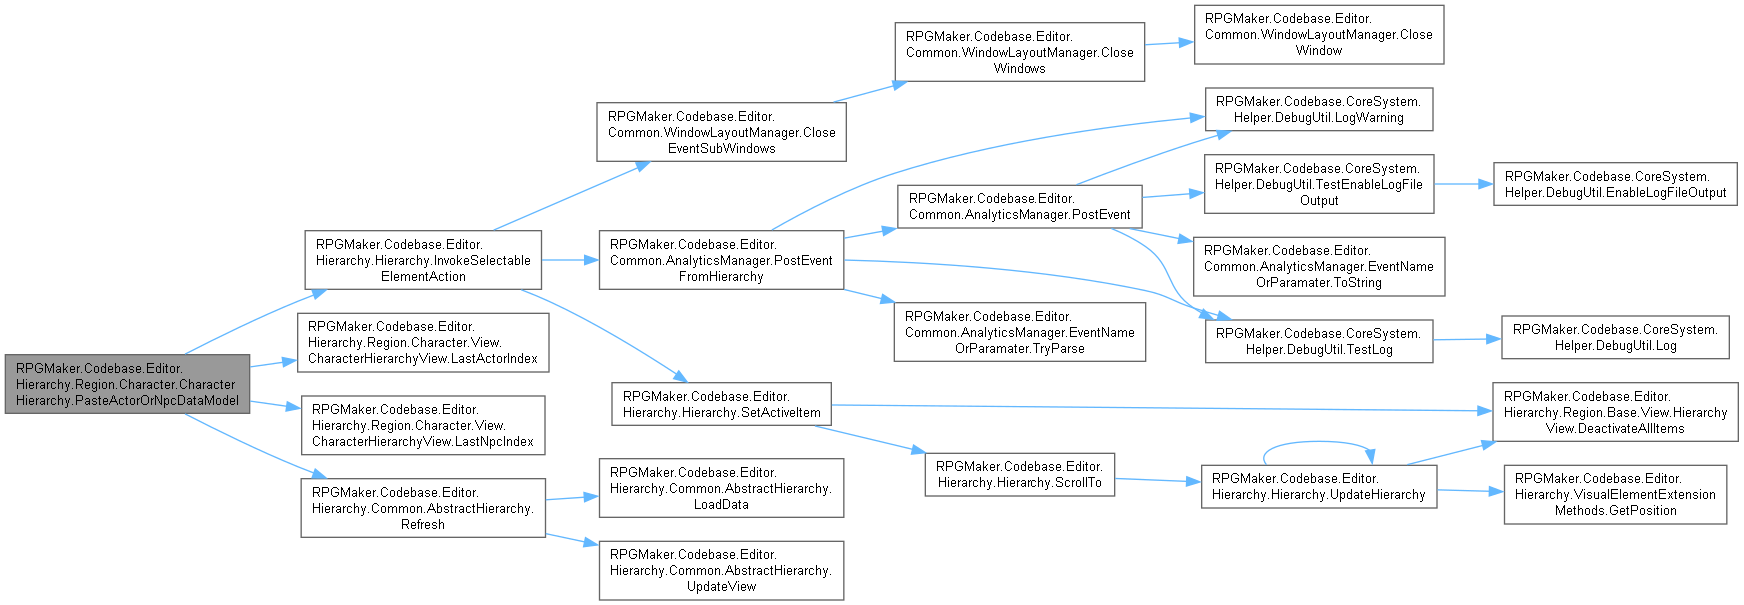 RPGMaker.Codebase.Editor.
Hierarchy.Region.Character.Character
Hierarchy.PasteActorOrNpcDataModel
RPGMaker.Codebase.Editor.
Hierarchy.Hierarchy.InvokeSelectable
ElementAction
RPGMaker.Codebase.Editor.
Hierarchy.Region.Character.View.
CharacterHierarchyView.LastActorIndex
RPGMaker.Codebase.Editor.
Hierarchy.Region.Character.View.
CharacterHierarchyView.LastNpcIndex
RPGMaker.Codebase.Editor.
Hierarchy.Common.AbstractHierarchy.
Refresh
RPGMaker.Codebase.Editor.
Common.WindowLayoutManager.Close
EventSubWindows
RPGMaker.Codebase.Editor.
Common.AnalyticsManager.PostEvent
FromHierarchy
RPGMaker.Codebase.Editor.
Hierarchy.Hierarchy.SetActiveItem
RPGMaker.Codebase.Editor.
Hierarchy.Common.AbstractHierarchy.
LoadData
RPGMaker.Codebase.Editor.
Hierarchy.Common.AbstractHierarchy.
UpdateView
RPGMaker.Codebase.Editor.
Common.WindowLayoutManager.Close
Windows
RPGMaker.Codebase.Editor.
Common.AnalyticsManager.PostEvent
RPGMaker.Codebase.Editor.
Common.AnalyticsManager.EventName
OrParamater.TryParse
RPGMaker.Codebase.Editor.
Hierarchy.Hierarchy.ScrollTo
RPGMaker.Codebase.Editor.
Common.WindowLayoutManager.Close
Window
RPGMaker.Codebase.CoreSystem.
Helper.DebugUtil.LogWarning
RPGMaker.Codebase.CoreSystem.
Helper.DebugUtil.TestEnableLogFile
Output
RPGMaker.Codebase.Editor.
Common.AnalyticsManager.EventName
OrParamater.ToString
RPGMaker.Codebase.CoreSystem.
Helper.DebugUtil.TestLog
RPGMaker.Codebase.Editor.
Hierarchy.Hierarchy.UpdateHierarchy
RPGMaker.Codebase.CoreSystem.
Helper.DebugUtil.EnableLogFileOutput
RPGMaker.Codebase.CoreSystem.
Helper.DebugUtil.Log
RPGMaker.Codebase.Editor.
Hierarchy.Region.Base.View.Hierarchy
View.DeactivateAllItems
RPGMaker.Codebase.Editor.
Hierarchy.VisualElementExtension
Methods.GetPosition